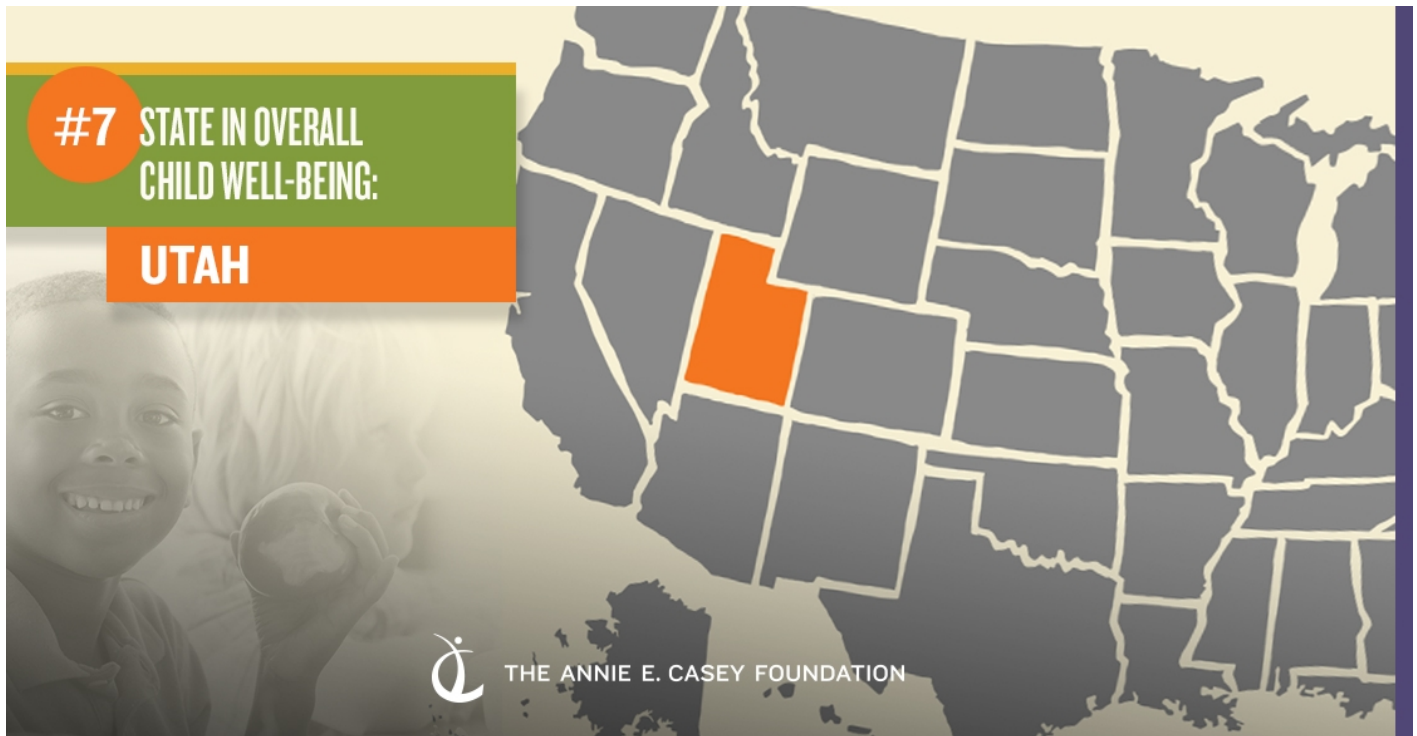 #7 STATE IN OVERALL
CHILD WELL-BEING:
UTAH
THE ANNIE E. CASEY FOUNDATION